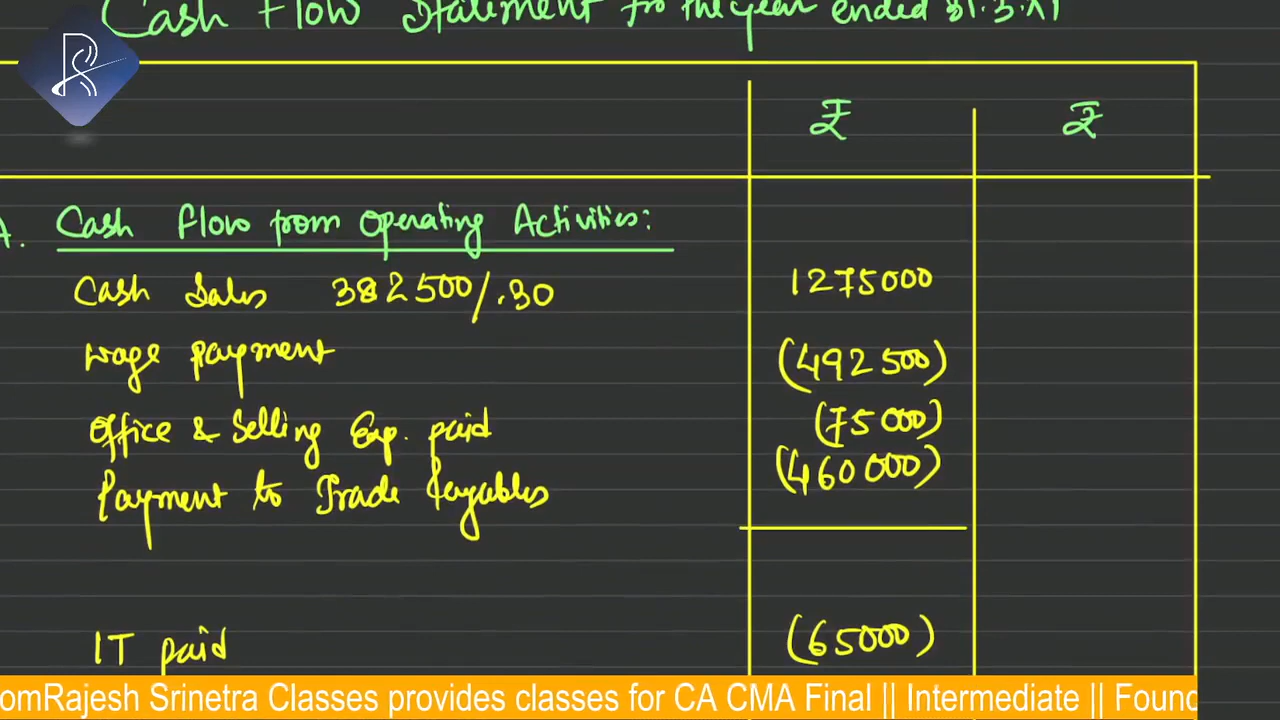 Cash Flow Statement for the year ended 31.3.X1
₹ ₹
A. Cash Flow from Operating Activities:
Cash Sales 382500/.30 1275000
Wage payment (492500)
Office & Selling Exp. paid (75000)
Payment to Trade Payables (460000)
IT paid (65000)
omRajesh Srinetra Classes provides classes for CA CMA Final || Intermediate || Found